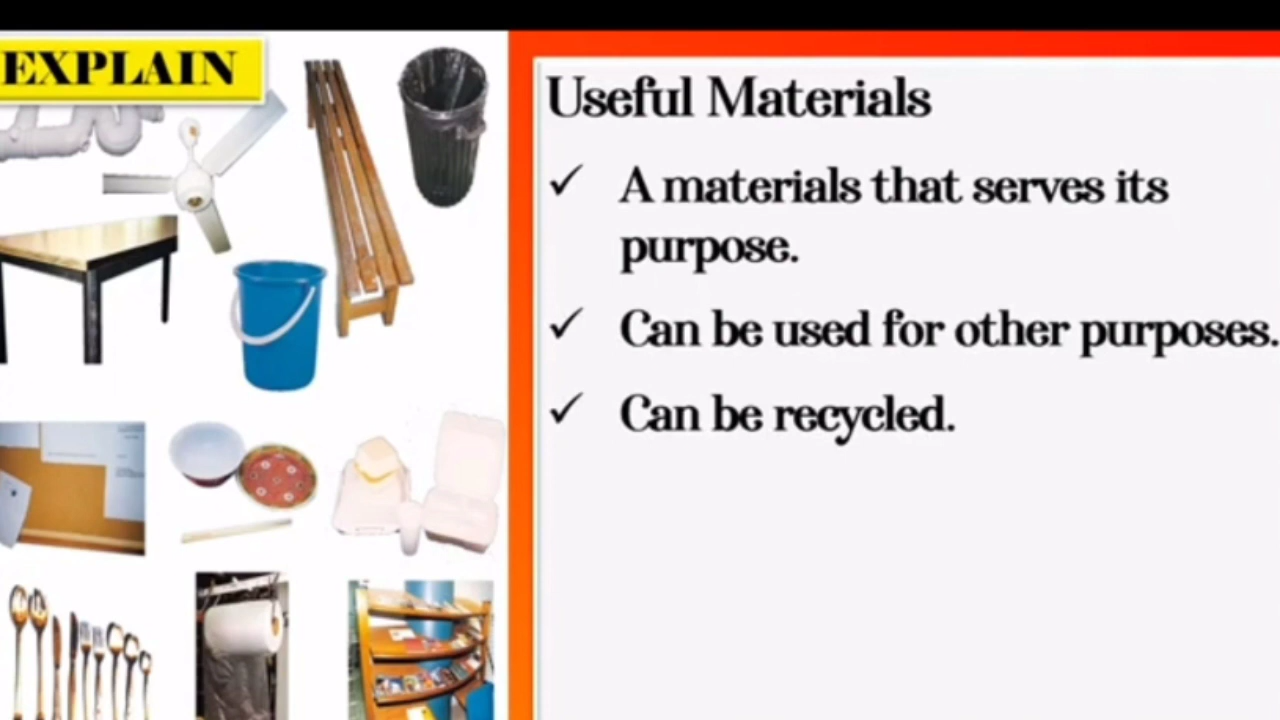 EXPLAIN
Useful Materials
✓ A materials that serves its
purpose.
✓ Can be used for other purposes.
✓ Can be recycled.